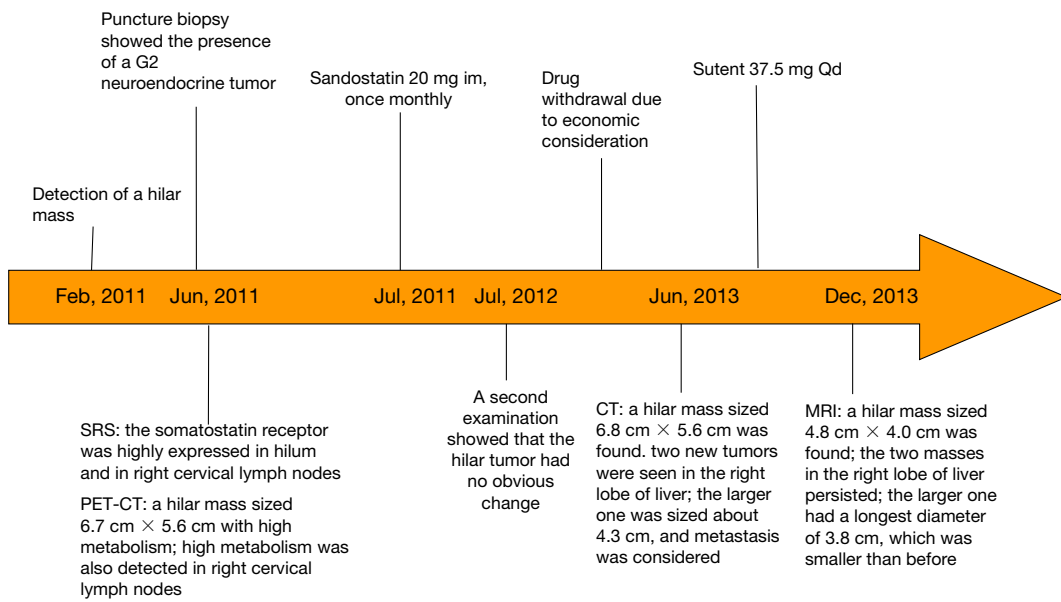 Puncture biopsy
showed the presence
of a G2
neuroendocrine tumor
Sandostatin 20 mg im,
once monthly
Drug
withdrawal due
to economic
consideration
Sutent 37.5 mg Qd
Detection of a hilar
mass
Feb, 2011
Jun, 2011
Jul, 2011
Jul, 2012
Jun, 2013
Dec, 2013
SRS: the somatostatin receptor
was highly expressed in hilum
and in right cervical lymph nodes
PET-CT: a hilar mass sized
6.7 cm × 5.6 cm with high
metabolism; high metabolism was
also detected in right cervical
lymph nodes
A second
examination
showed that the
hilar tumor had
no obvious
change
CT: a hilar mass sized
6.8 cm × 5.6 cm was
found. two new tumors
were seen in the right
lobe of liver; the larger
one was sized about
4.3 cm, and metastasis
was considered
MRI: a hilar mass sized
4.8 cm × 4.0 cm was
found; the two masses
in the right lobe of liver
persisted; the larger one
had a longest diameter
of 3.8 cm, which was
smaller than before